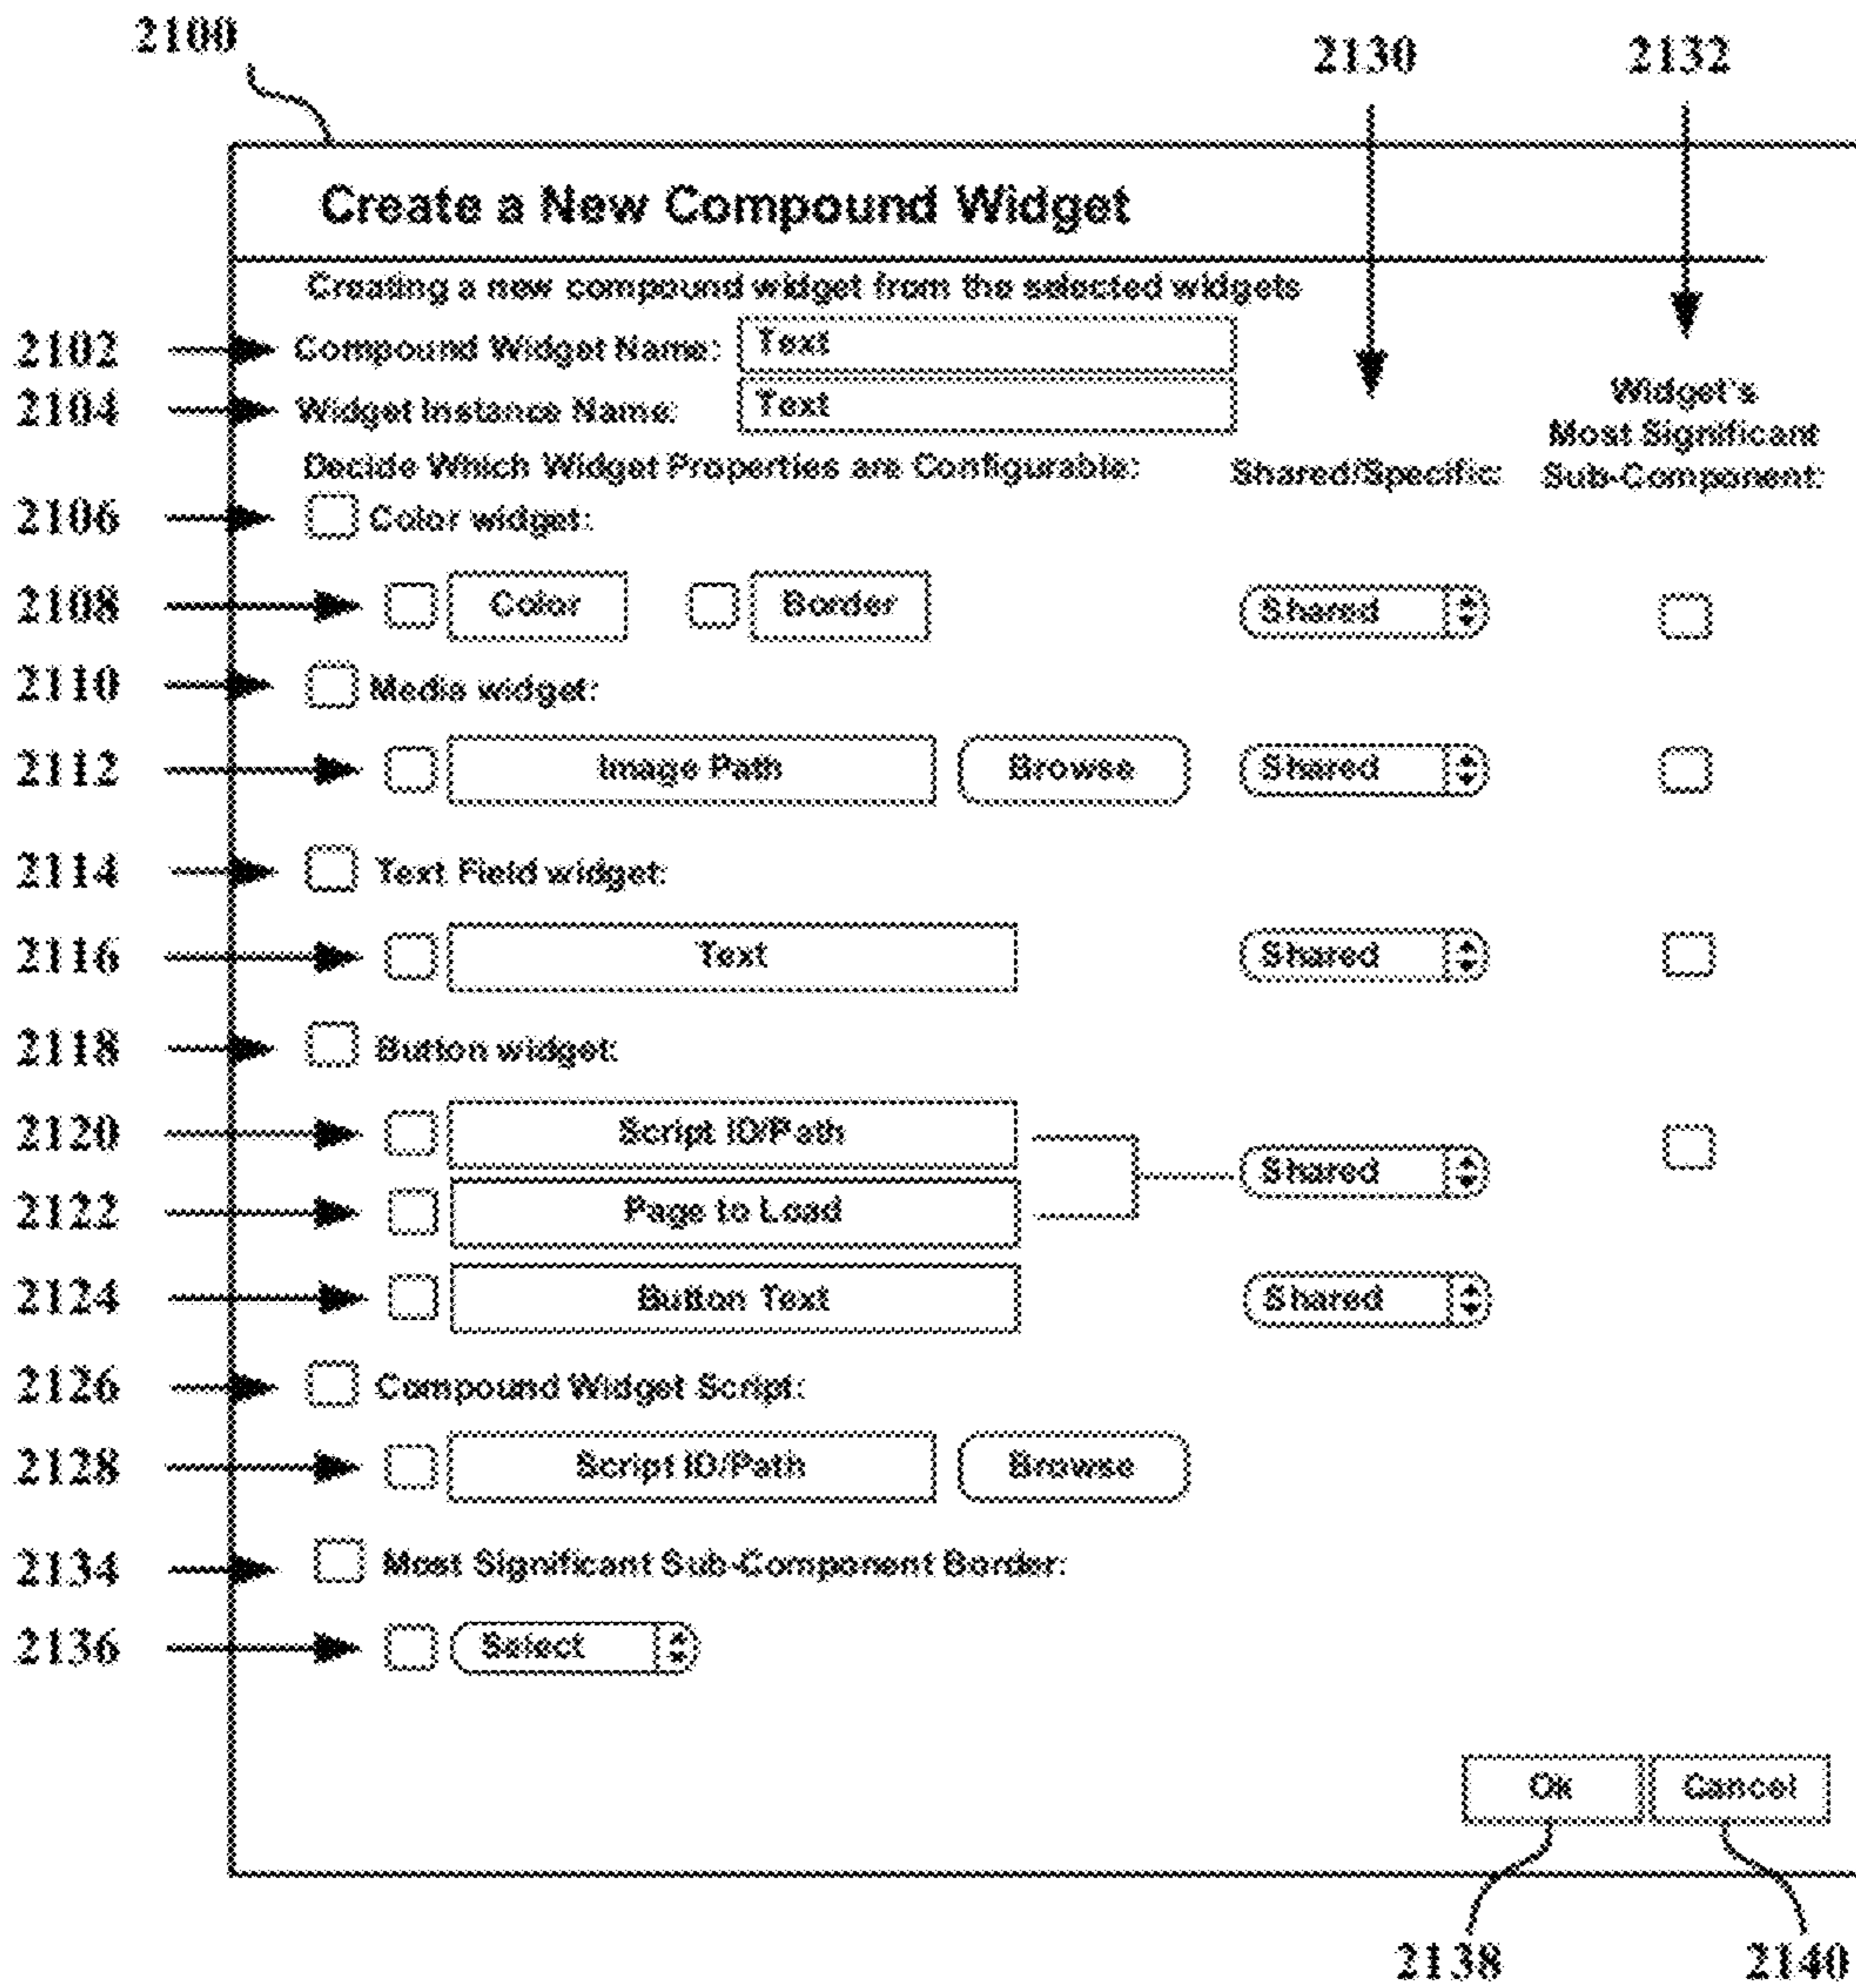 2100
2130 2132
Create a New Compound Widget
Creating a new compound widget from the selected widgets
2102 Compound Widget Name: Text
2104 Widget Instance Name: Text
Widget's
Most Significant
Sub-Component:
Decide Which Widget Properties are Configurable: Shared/Specific:
2106 Color widget:
2108 Color Border Shared
2110 Media widget:
2112 Image Path Browse Shared
2114 Text Field widget:
2116 Text Shared
2118 Button widget:
2120 Script ID/Path
Shared
2122 Page to Load
2124 Button Text Shared
2126 Compound Widget Script:
2128 Script ID/Path Browse
2134 Most Significant Sub-Component Border:
2136 Select
Ok Cancel
2138 2140